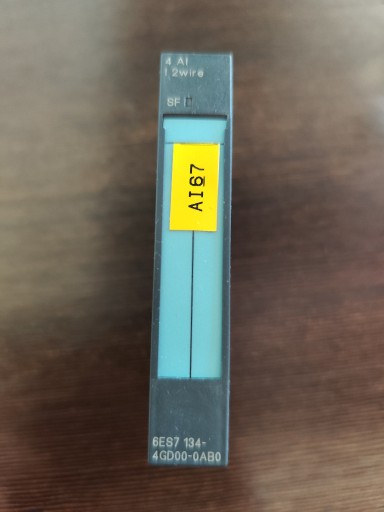 4 AI
I 2wire
SF
AI67
6ES7 134-
4GD00-0AB0